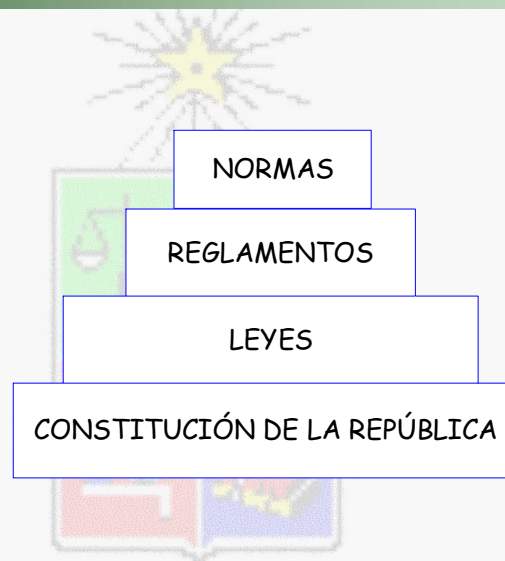 NORMAS
REGLAMENTOS
LEYES
CONSTITUCIÓN DE LA REPÚBLICA